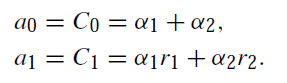 a₀ = C₀ = α₁ + α₂,
a₁ = C₁ = α₁r₁ + α₂r₂.